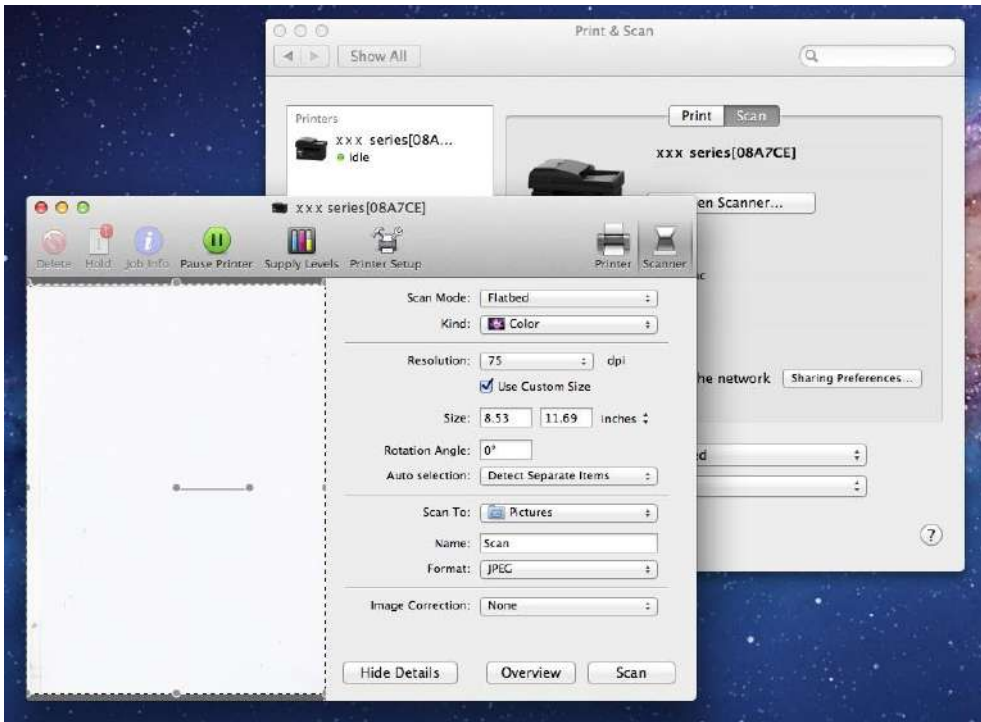 Print & Scan
Show All
Printers
xxx series[08A...
idle
Print Scan
xxx series[08A7CE]
en Scanner...
he network Sharing Preferences...
ed
?
xxx series[08A7CE]
Delete Hold Job Info Pause Printer Supply Levels Printer Setup Printer Scanner
Scan Mode: Flatbed
Kind: Color
Resolution: 75 dpi
Use Custom Size
Size: 8.53 11.69 inches
Rotation Angle: 0°
Auto selection: Detect Separate Items
Scan To: Pictures
Name: Scan
Format: JPEG
Image Correction: None
Hide Details Overview Scan